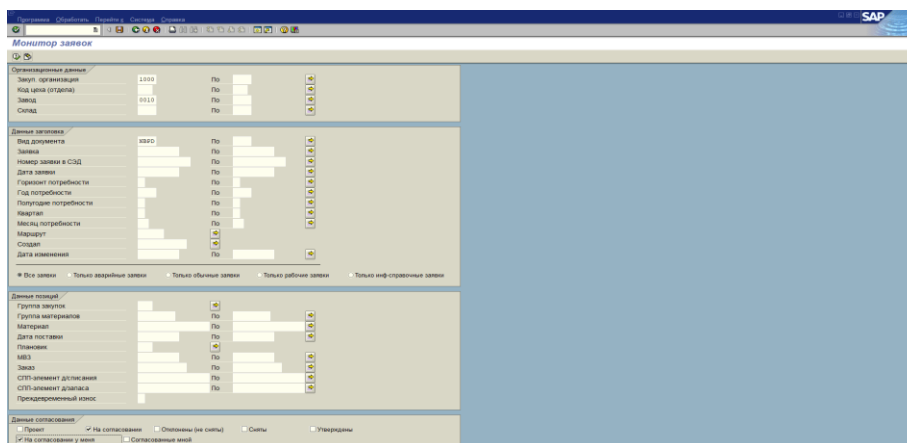 Программа Обработать Перейти к Система Справка
SAP
Монитор заявок
Организационные данные
Закуп. организация 1000 По
Код цеха (отдела) По
Завод 0010 По
Склад По
Данные заголовка
Вид документа По
Заявка По
Номер заявки в СЭД По
Дата заявки По
Горизонт потребности По
Год потребности По
Полугодие потребности По
Квартал По
Месяц потребности По
Маршрут
Создал
Дата изменения По
Все заявки Только аварийные заявки Только обычные заявки Только рабочие заявки Только инф-справочные заявки
Данные позиций
Группа закупок
Группа материалов По
Материал По
Дата поставки По
Плановик
МВЗ По
Заказ По
СПП-элемент д/списания По
СПП-элемент д/запаса По
Преждевременный износ
Данные согласования
Проект На согласовании Отклонены (не сняты) Сняты Утверждены
На согласовании у меня Согласованные мной